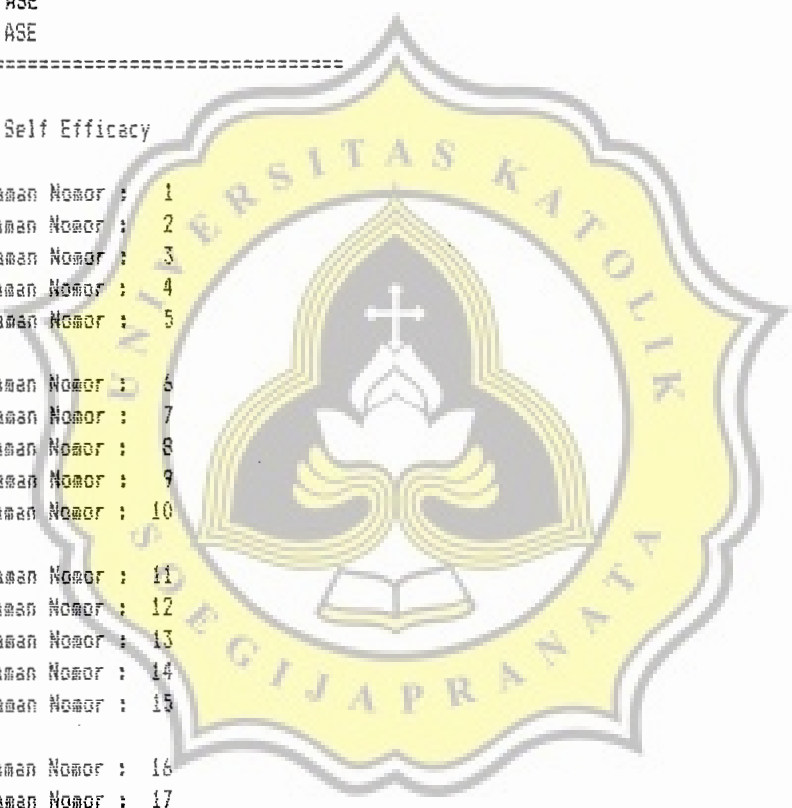 ASE
ASE
================================
Self Efficacy
aman Nomor : 1
aman Nomor : 2
aman Nomor : 3
aman Nomor : 4
aman Nomor : 5
aman Nomor : 6
aman Nomor : 7
aman Nomor : 8
aman Nomor : 9
aman Nomor : 10
aman Nomor : 11
aman Nomor : 12
aman Nomor : 13
aman Nomor : 14
aman Nomor : 15
aman Nomor : 16
aman Nomor : 17
UNIVERSITAS KATOLIK
SOEGIJAPRANATA